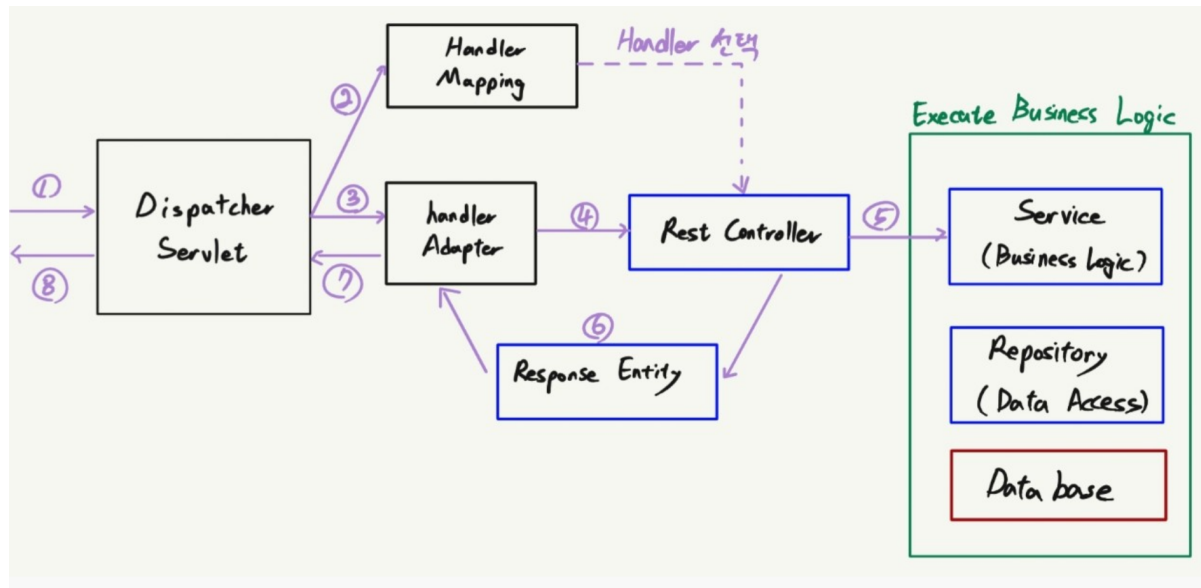 Handler
Mapping
Handler 선택
Execute Business Logic
①
②
Dispatcher
Servlet
③
handler
Adapter
④
Rest Controller
⑤
Service
(Business Logic)
⑧
⑦
⑥
Response Entity
Repository
(Data Access)
Data base